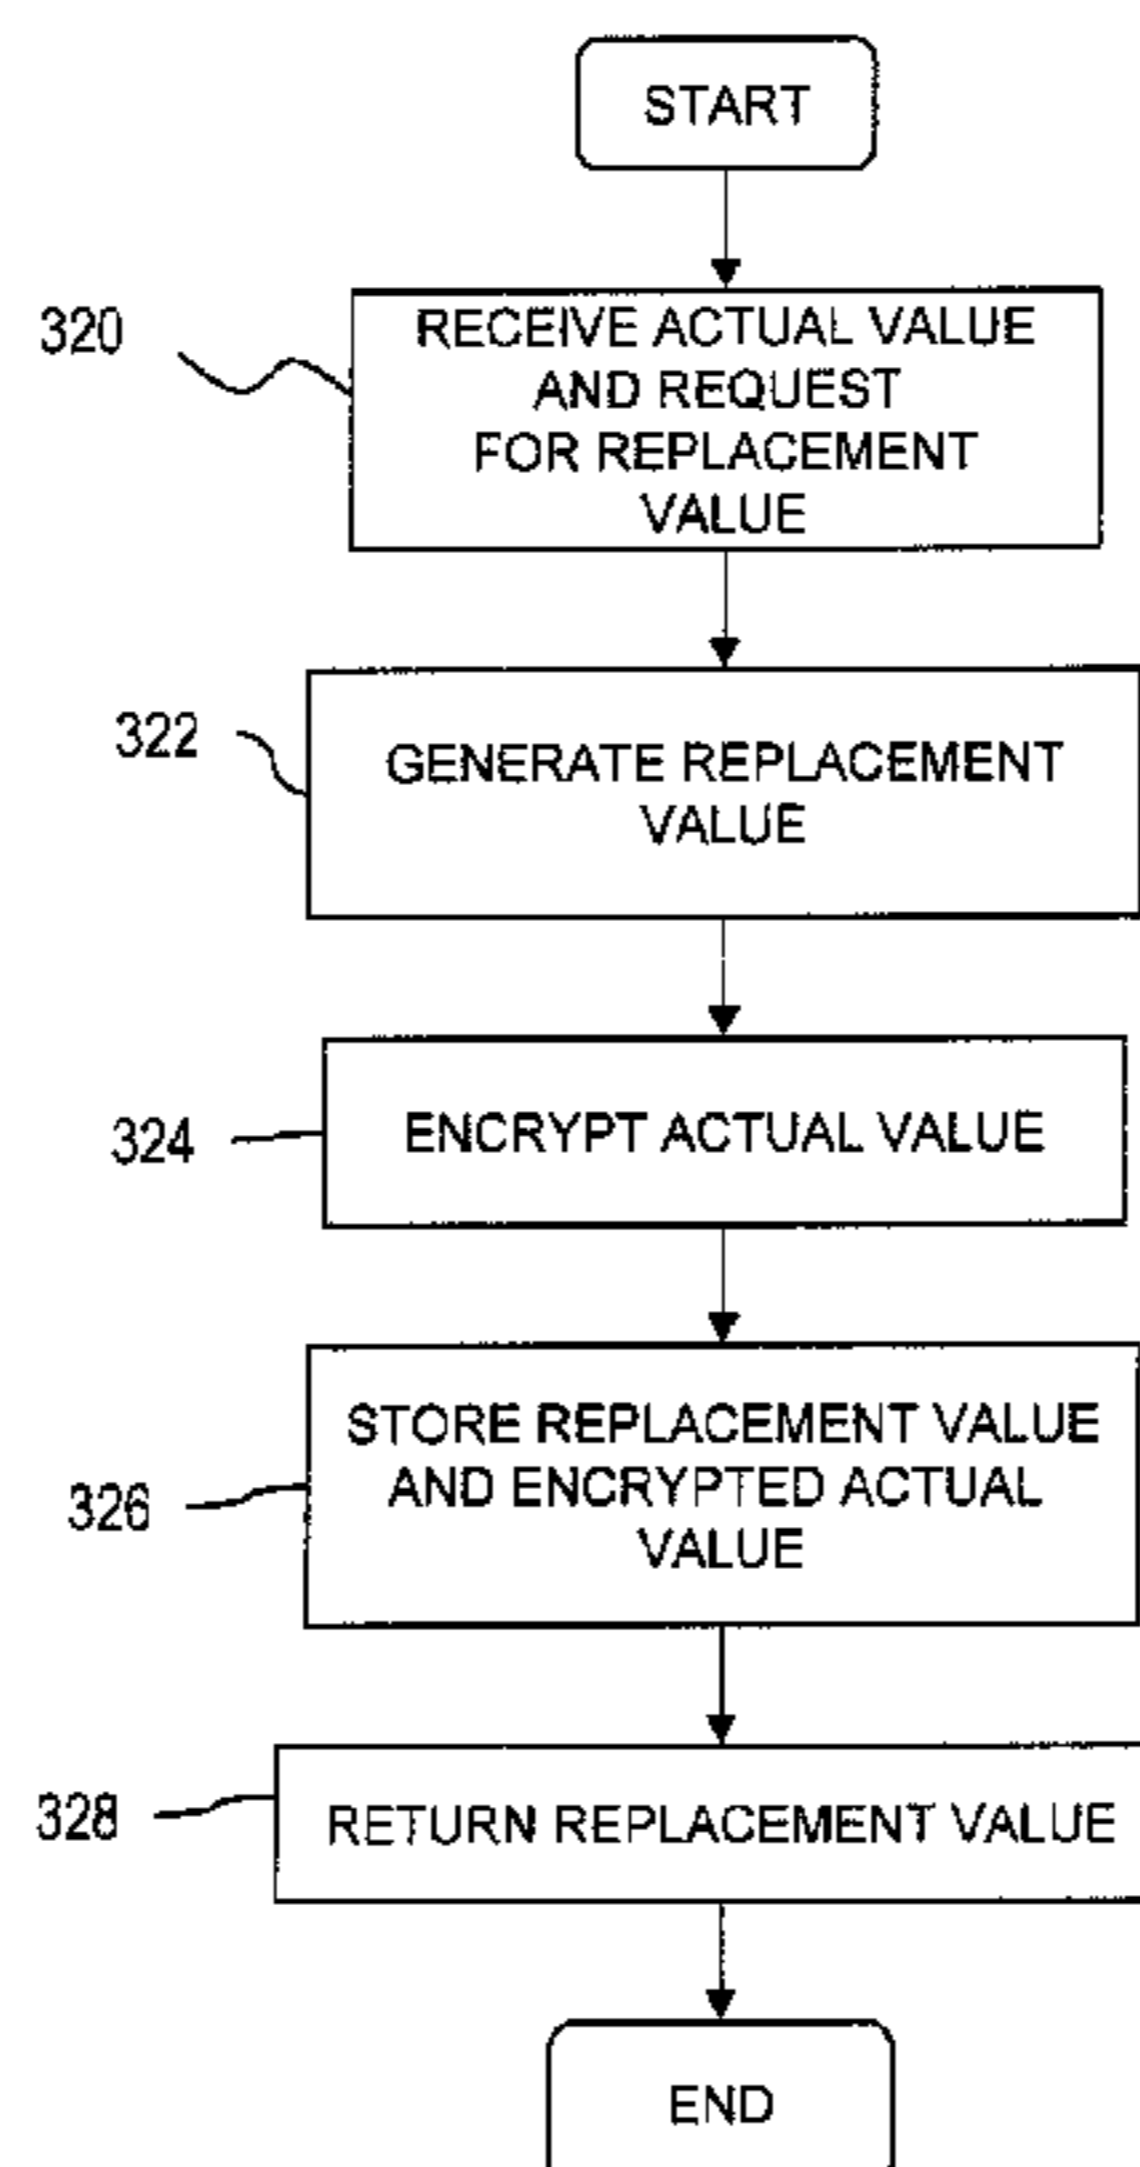 START
320
RECEIVE ACTUAL VALUE
AND REQUEST
FOR REPLACEMENT
VALUE
322
GENERATE REPLACEMENT
VALUE
324
ENCRYPT ACTUAL VALUE
326
STORE REPLACEMENT VALUE
AND ENCRYPTED ACTUAL
VALUE
328
RETURN REPLACEMENT VALUE
END